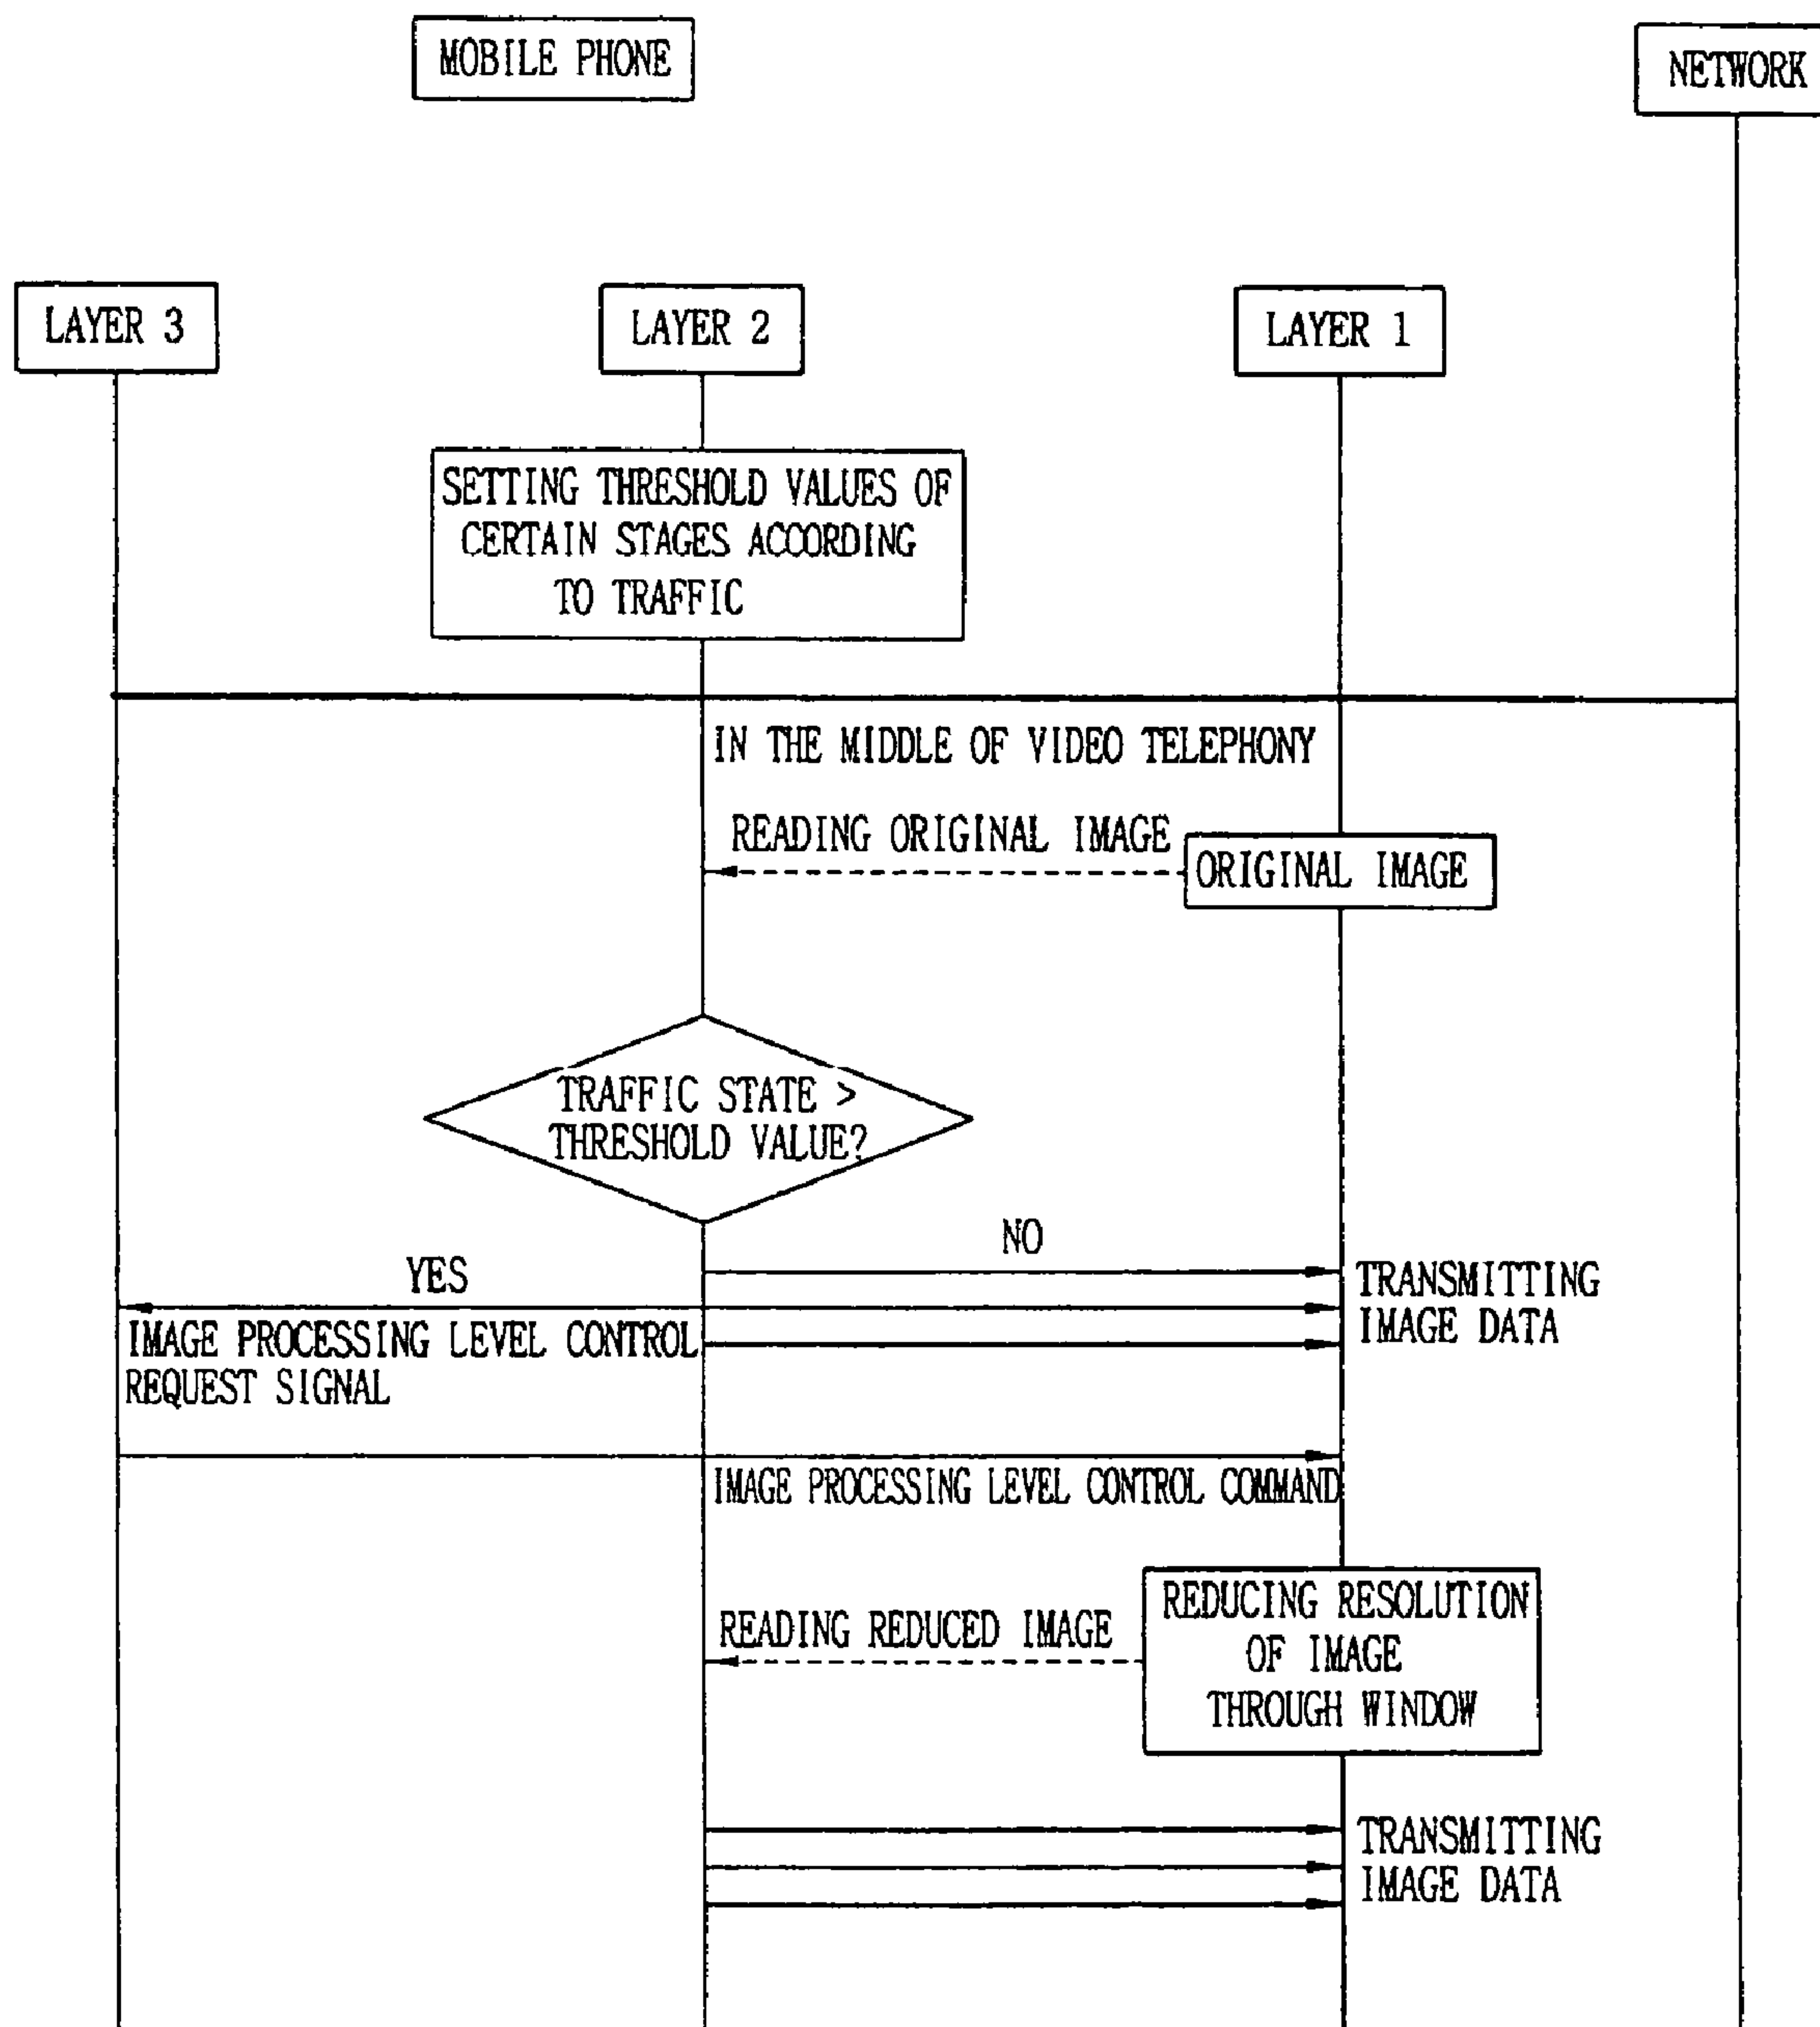 MOBILE PHONE
NETWORK
LAYER 3
LAYER 2
LAYER 1
SETTING THRESHOLD VALUES OF
CERTAIN STAGES ACCORDING
TO TRAFFIC
IN THE MIDDLE OF VIDEO TELEPHONY
READING ORIGINAL IMAGE
ORIGINAL IMAGE
TRAFFIC STATE >
THRESHOLD VALUE?
NO
YES
TRANSMITTING
IMAGE DATA
IMAGE PROCESSING LEVEL CONTROL
REQUEST SIGNAL
IMAGE PROCESSING LEVEL CONTROL COMMAND
READING REDUCED IMAGE
REDUCING RESOLUTION
OF IMAGE
THROUGH WINDOW
TRANSMITTING
IMAGE DATA